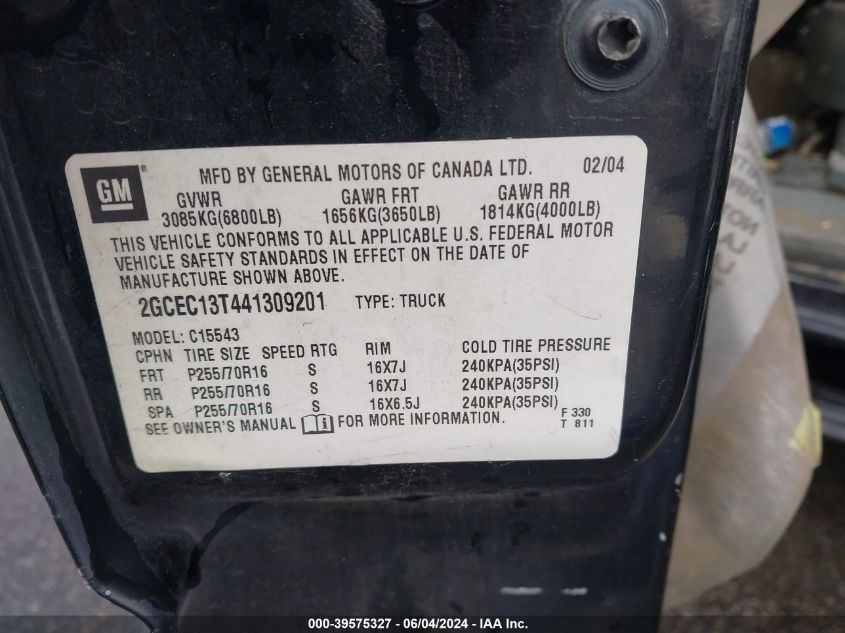 GM
MFD BY GENERAL MOTORS OF CANADA LTD. 02/04
GVWR GAWR FRT GAWR RR
3085KG(6800LB) 1656KG(3650LB) 1814KG(4000LB)
THIS VEHICLE CONFORMS TO ALL APPLICABLE U.S. FEDERAL MOTOR
VEHICLE SAFETY STANDARDS IN EFFECT ON THE DATE OF
MANUFACTURE SHOWN ABOVE.
2GCEC13T441309201 TYPE: TRUCK
MODEL: C15543
CPHN TIRE SIZE SPEED RTG RIM COLD TIRE PRESSURE
FRT P255/70R16 S 16X7J 240KPA(35PSI)
RR P255/70R16 S 16X7J 240KPA(35PSI)
SPA P255/70R16 S 16X6.5J 240KPA(35PSI)
SEE OWNER'S MANUAL FOR MORE INFORMATION.
F 330
T 811
000-39575327 - 06/04/2024 - IAA Inc.